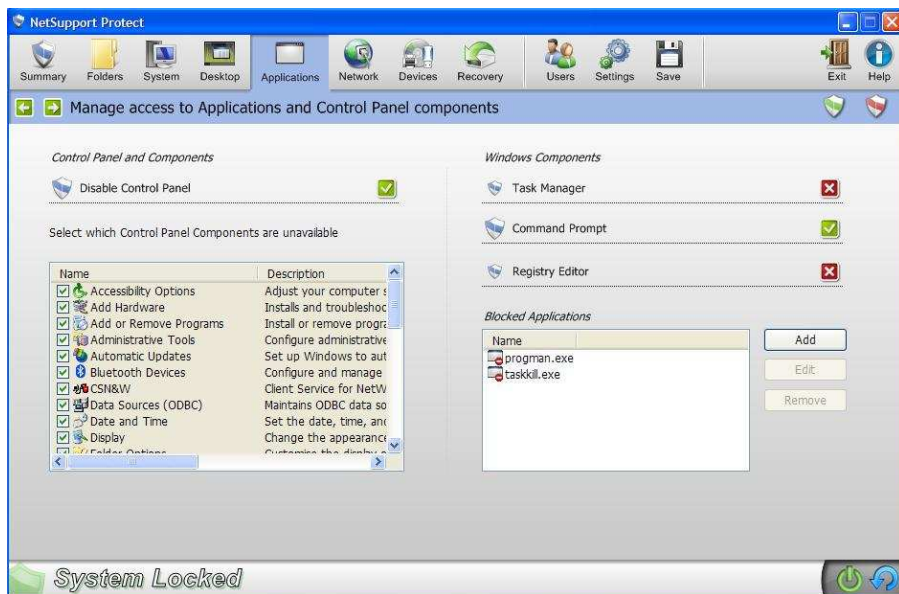 NetSupport Protect
Summary Folders System Desktop Applications Network Devices Recovery Users Settings Save Exit Help
Manage access to Applications and Control Panel components
Control Panel and Components
Disable Control Panel
Select which Control Panel Components are unavailable
Name Description
Accessibility Options Adjust your computer s
Add Hardware Installs and troubleshoc
Add or Remove Programs Install or remove progra
Administrative Tools Configure administrative
Automatic Updates Set up Windows to aut
Bluetooth Devices Configure and manage
CSN&W Client Service for NetW
Data Sources (ODBC) Maintains ODBC data so
Date and Time Set the date, time, and
Display Change the appearance
Folder Options Customise the display o
Windows Components
Task Manager
Command Prompt
Registry Editor
Blocked Applications
Name
progman.exe
taskkill.exe
Add
Edit
Remove
System Locked